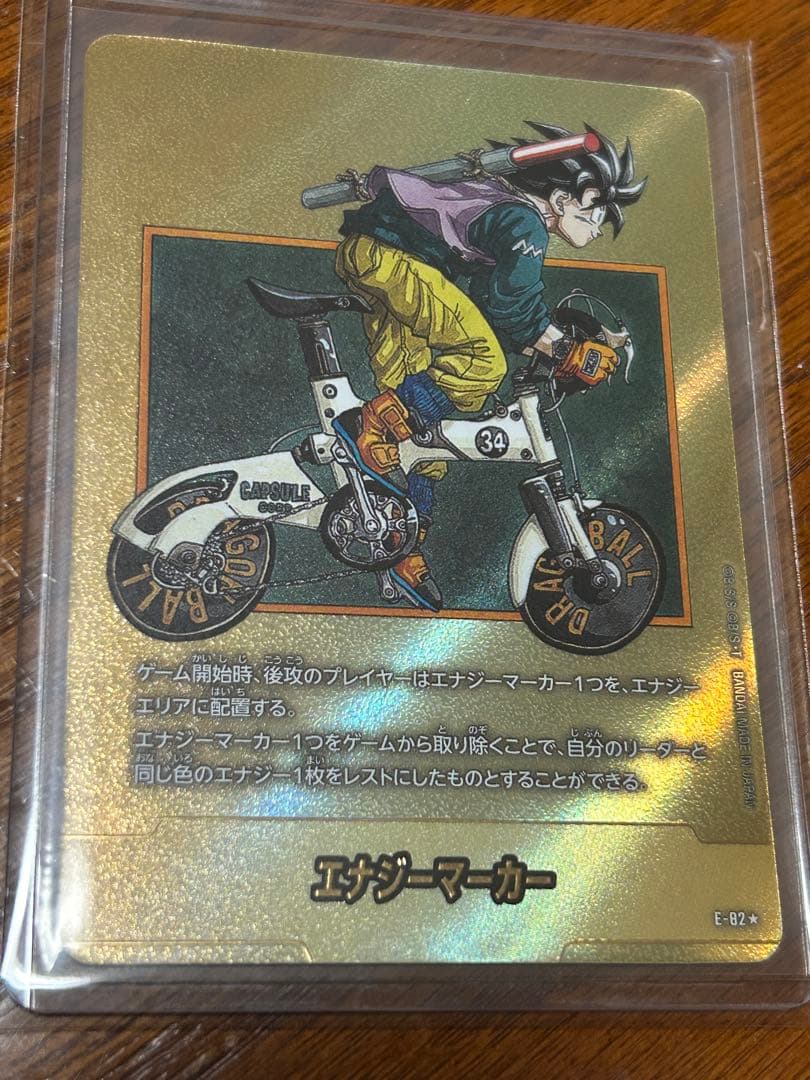 34
CAPSULE
CORP.
DRAGON BALL
DRAGON BALL
ゲーム開始時、後攻のプレイヤーはエナジーマーカー1つを、エナジー
エリアに配置する。
エナジーマーカー1つをゲームから取り除くことで、自分のリーダーと
同じ色のエナジー1枚をレストにしたものとすることができる。
エナジーマーカー
E-82★
©B・S/S ©B/S・T BANDAI MADE IN JAPAN